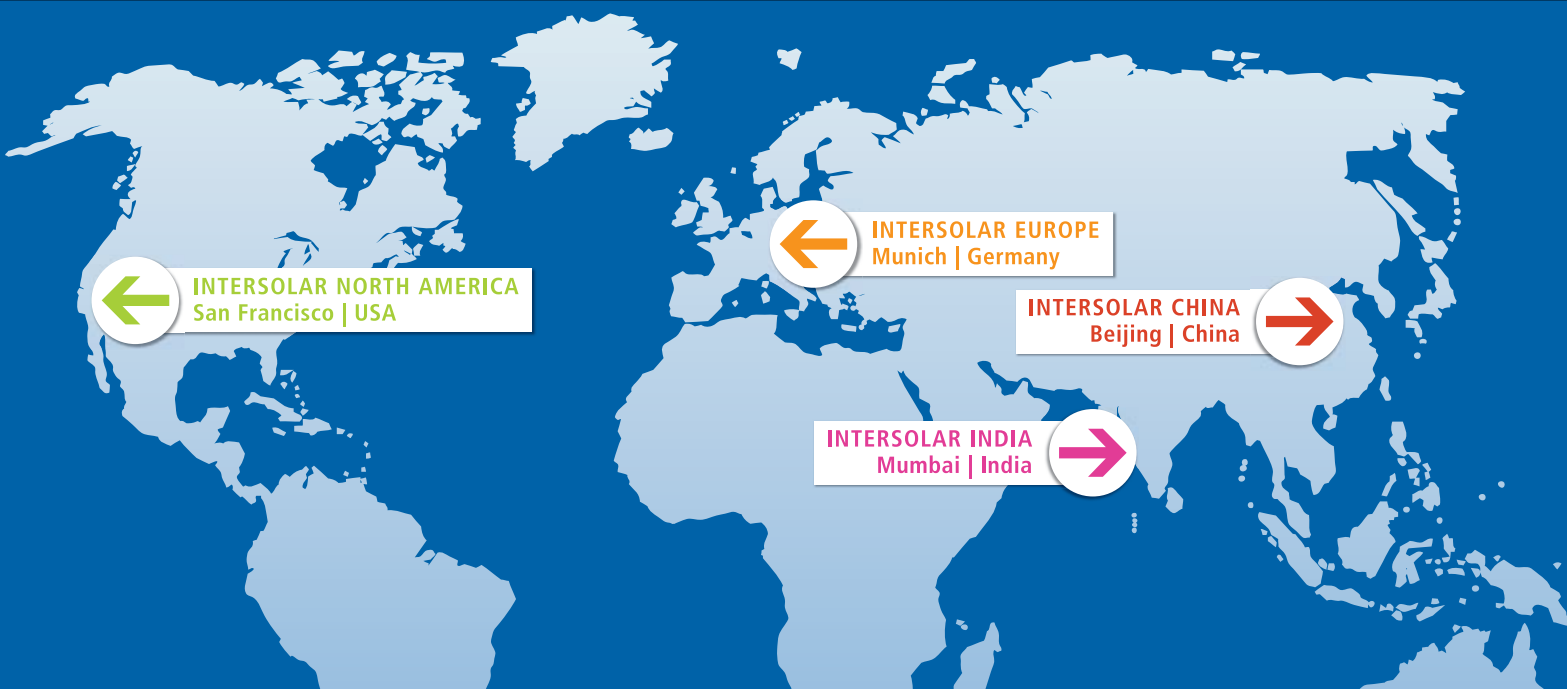 INTERSOLAR EUROPE
Munich | Germany
INTERSOLAR NORTH AMERICA
San Francisco | USA
INTERSOLAR CHINA
Beijing | China
INTERSOLAR INDIA
Mumbai | India